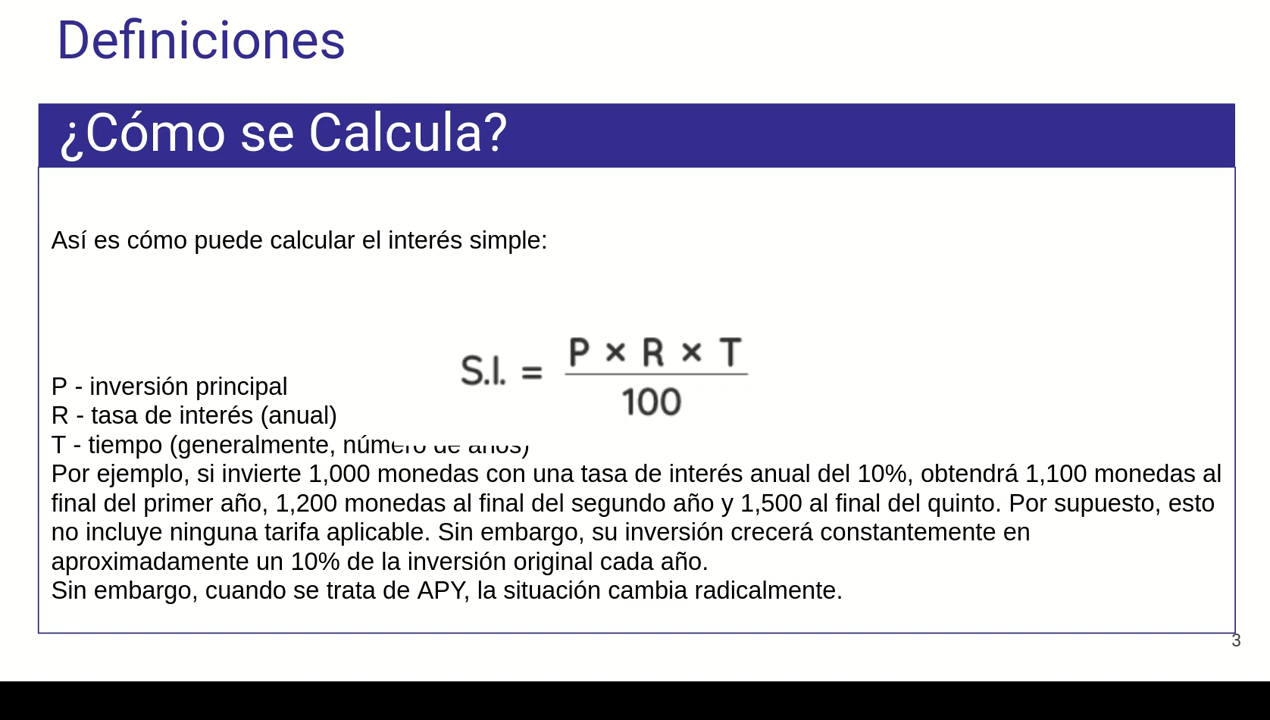 Definiciones
¿Cómo se Calcula?
Así es cómo puede calcular el interés simple:
S.I. = P × R × T
100
P - inversión principal
R - tasa de interés (anual)
T - tiempo (generalmente, número de años)
Por ejemplo, si invierte 1,000 monedas con una tasa de interés anual del 10%, obtendrá 1,100 monedas al
final del primer año, 1,200 monedas al final del segundo año y 1,500 al final del quinto. Por supuesto, esto
no incluye ninguna tarifa aplicable. Sin embargo, su inversión crecerá constantemente en
aproximadamente un 10% de la inversión original cada año.
Sin embargo, cuando se trata de APY, la situación cambia radicalmente.
3